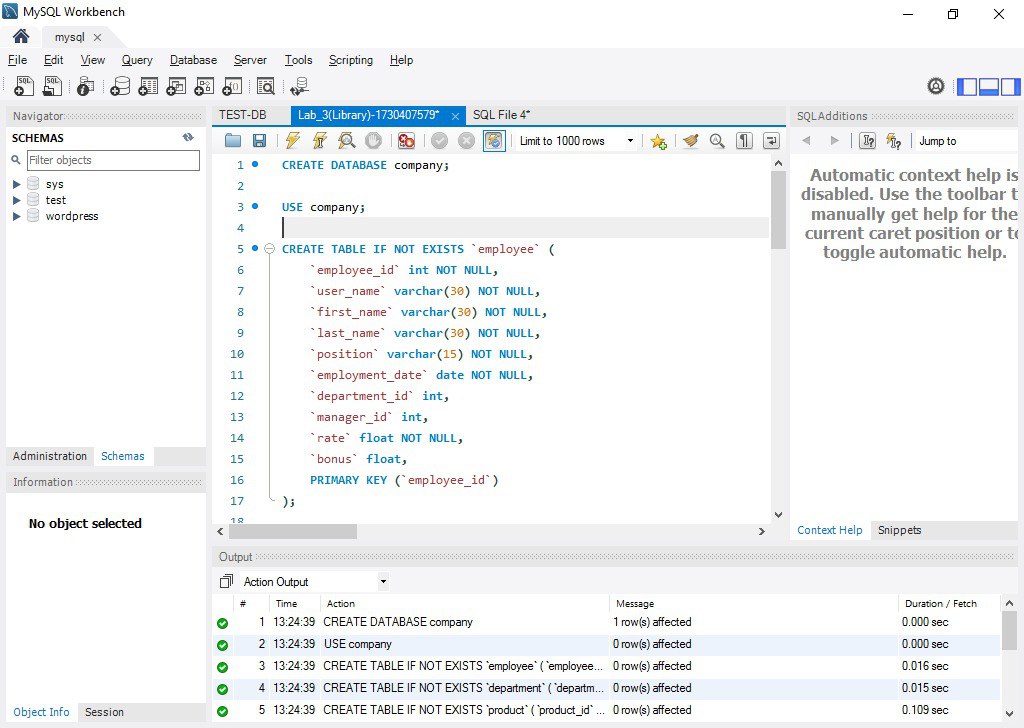 MySQL Workbench
mysql
File Edit View Query Database Server Tools Scripting Help
Navigator
SCHEMAS
Filter objects
sys
test
wordpress
Administration Schemas
Information
No object selected
Object Info Session
TEST-DB Lab_3(Library)-1730407579* SQL File 4*
Limit to 1000 rows
1 CREATE DATABASE company;
2
3 USE company;
4
5 CREATE TABLE IF NOT EXISTS `employee` (
6 `employee_id` int NOT NULL,
7 `user_name` varchar(30) NOT NULL,
8 `first_name` varchar(30) NOT NULL,
9 `last_name` varchar(30) NOT NULL,
10 `position` varchar(15) NOT NULL,
11 `employment_date` date NOT NULL,
12 `department_id` int,
13 `manager_id` int,
14 `rate` float NOT NULL,
15 `bonus` float,
16 PRIMARY KEY (`employee_id`)
17 );
18
SQLAdditions
Jump to
Automatic context help is
disabled. Use the toolbar t
manually get help for the
current caret position or to
toggle automatic help.
Context Help Snippets
Output
Action Output
# Time Action Message Duration / Fetch
1 13:24:39 CREATE DATABASE company 1 row(s) affected 0.000 sec
2 13:24:39 USE company 0 row(s) affected 0.000 sec
3 13:24:39 CREATE TABLE IF NOT EXISTS `employee` ( `employee... 0 row(s) affected 0.016 sec
4 13:24:39 CREATE TABLE IF NOT EXISTS `department` ( `departm... 0 row(s) affected 0.015 sec
5 13:24:39 CREATE TABLE IF NOT EXISTS `product` ( `product_id` ... 0 row(s) affected 0.109 sec